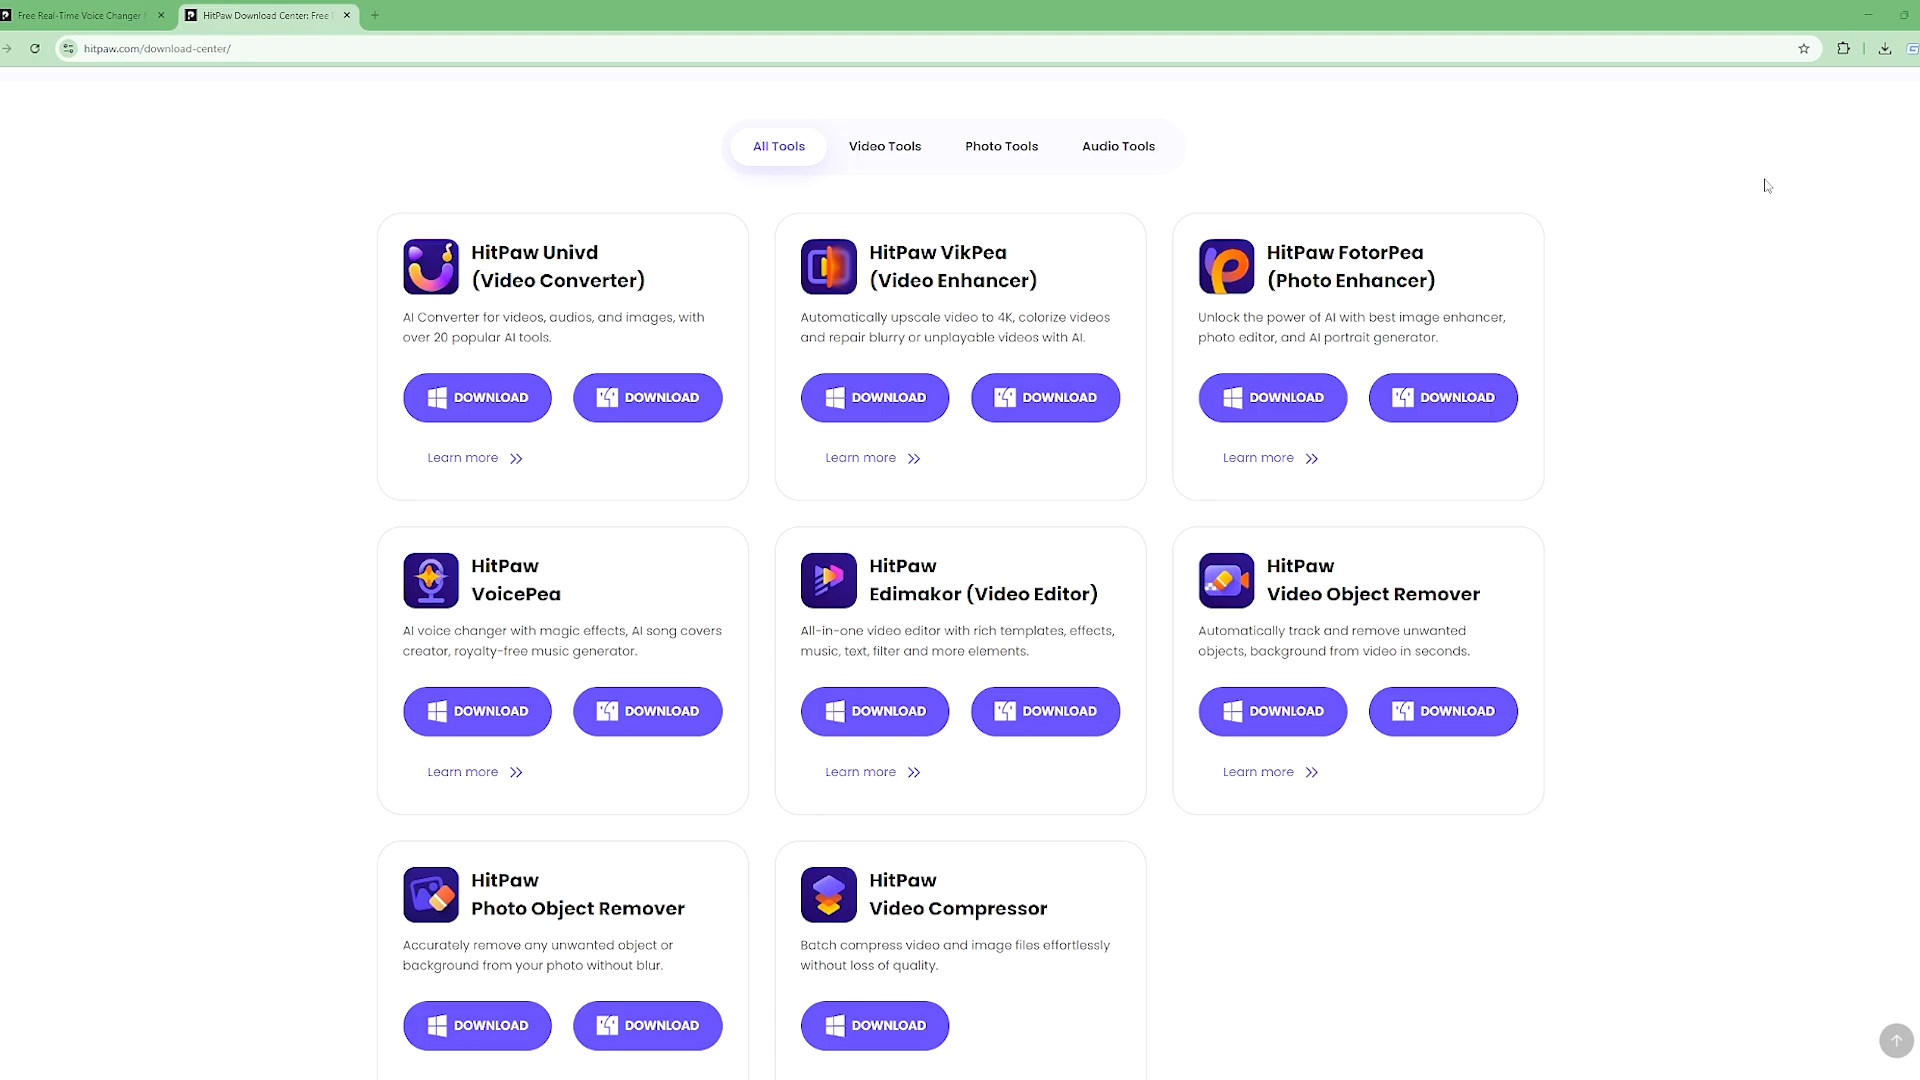 Free Real-Time Voice Changer
HitPaw Download Center: Free
hitpaw.com/download-center/
All Tools
Video Tools
Photo Tools
Audio Tools
HitPaw Univd
(Video Converter)
AI Converter for videos, audios, and images, with
over 20 popular AI tools.
DOWNLOAD
DOWNLOAD
Learn more
HitPaw VikPea
(Video Enhancer)
Automatically upscale video to 4K, colorize videos
and repair blurry or unplayable videos with AI.
DOWNLOAD
DOWNLOAD
Learn more
HitPaw FotorPea
(Photo Enhancer)
Unlock the power of AI with best image enhancer,
photo editor, and AI portrait generator.
DOWNLOAD
DOWNLOAD
Learn more
HitPaw
VoicePea
AI voice changer with magic effects, AI song covers
creator, royalty-free music generator.
DOWNLOAD
DOWNLOAD
Learn more
HitPaw
Edimakor (Video Editor)
All-in-one video editor with rich templates, effects,
music, text, filter and more elements.
DOWNLOAD
DOWNLOAD
Learn more
HitPaw
Video Object Remover
Automatically track and remove unwanted
objects, background from video in seconds.
DOWNLOAD
DOWNLOAD
Learn more
HitPaw
Photo Object Remover
Accurately remove any unwanted object or
background from your photo without blur.
DOWNLOAD
DOWNLOAD
HitPaw
Video Compressor
Batch compress video and image files effortlessly
without loss of quality.
DOWNLOAD